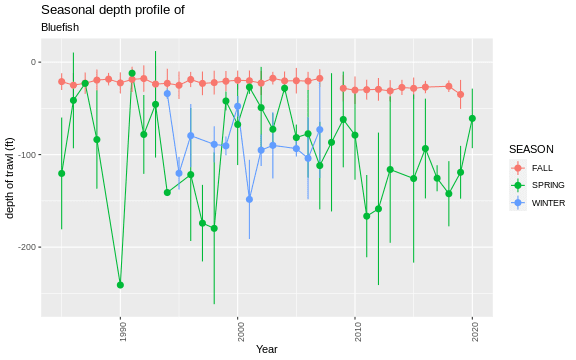 Seasonal depth profile of
Bluefish
depth of trawl (ft)
0
-100
-200
1990
2000
2010
2020
Year
SEASON
FALL
SPRING
WINTER